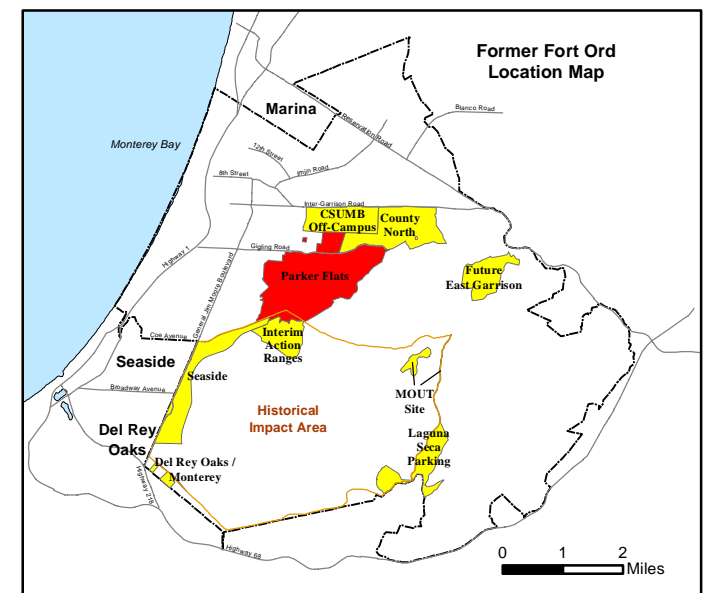 Former Fort Ord
Location Map
Marina
Blanco Road
Reservation Road
Monterey Bay
12th Street
Imjin Road
8th Street
Inter-Garrison Road
CSUMB
Off-Campus
County
North
Gigling Road
Highway 1
General Jim Moore Boulevard
Parker Flats
Future
East Garrison
Coe Avenue
Interim
Action
Ranges
Seaside
Seaside
Broadway Avenue
MOUT
Site
Historical
Impact Area
Del Rey
Oaks
Laguna
Seca
Parking
Del Rey Oaks /
Monterey
Highway 218
Highway 68
0 1 2
Miles